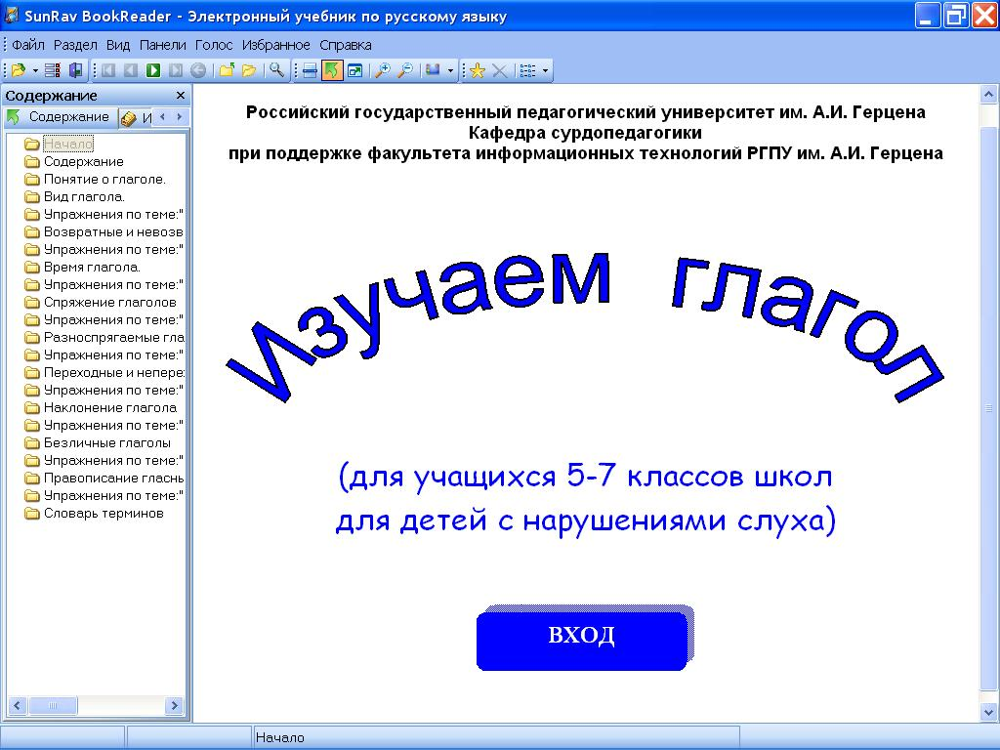 SunRav BookReader - Электронный учебник по русскому языку
Файл Раздел Вид Панели Голос Избранное Справка
Содержание
Содержание И
Начало
Содержание
Понятие о глаголе.
Вид глагола.
Упражнения по теме:"
Возвратные и невозв
Упражнения по теме:"
Время глагола.
Упражнения по теме:"
Спряжение глаголов
Упражнения по теме:"
Разноспрягаемые гла
Упражнения по теме:"
Переходные и непере
Упражнения по теме:"
Наклонение глагола
Упражнения по теме:"
Безличные глаголы
Упражнения по теме:"
Правописание гласнь
Упражнения по теме:"
Словарь терминов
Российский государственный педагогический университет им. А.И. Герцена
Кафедра сурдопедагогики
при поддержке факультета информационных технологий РГПУ им. А.И. Герцена
Изучаем глагол
(для учащихся 5-7 классов школ
для детей с нарушениями слуха)
ВХОД
Начало